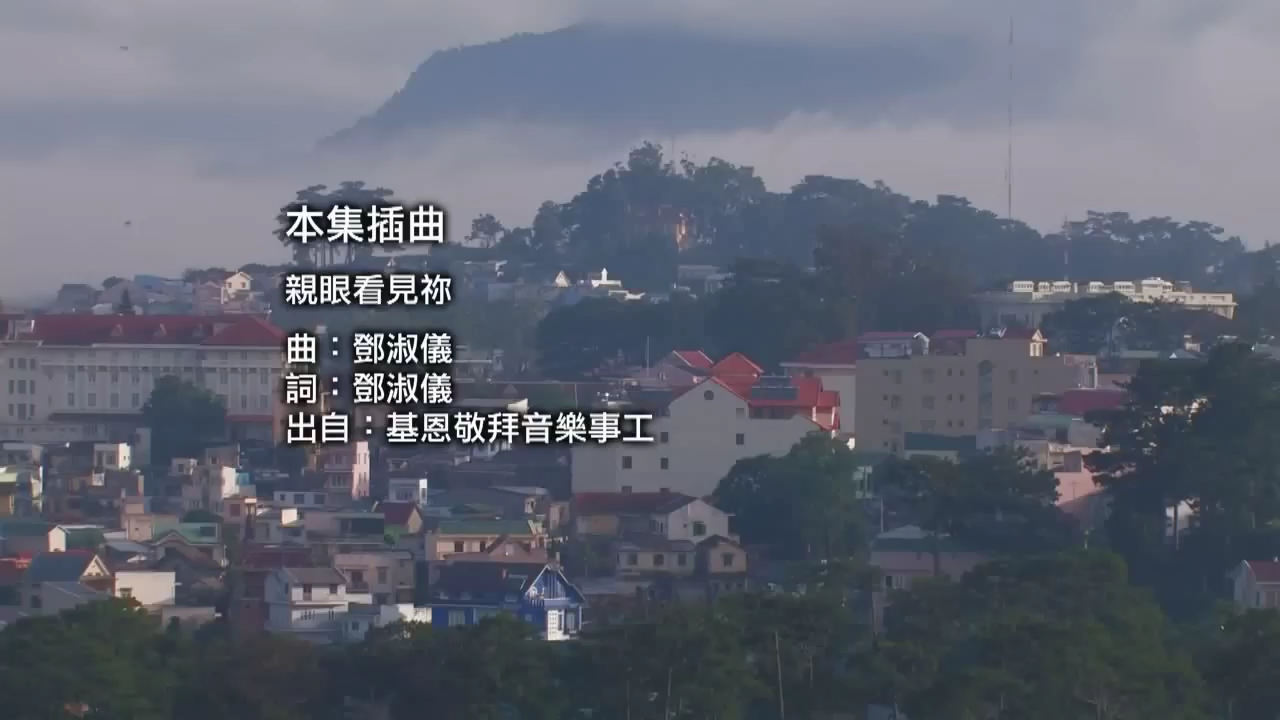 本集插曲
親眼看見祢
曲：鄧淑儀
詞：鄧淑儀
出自：基恩敬拜音樂事工